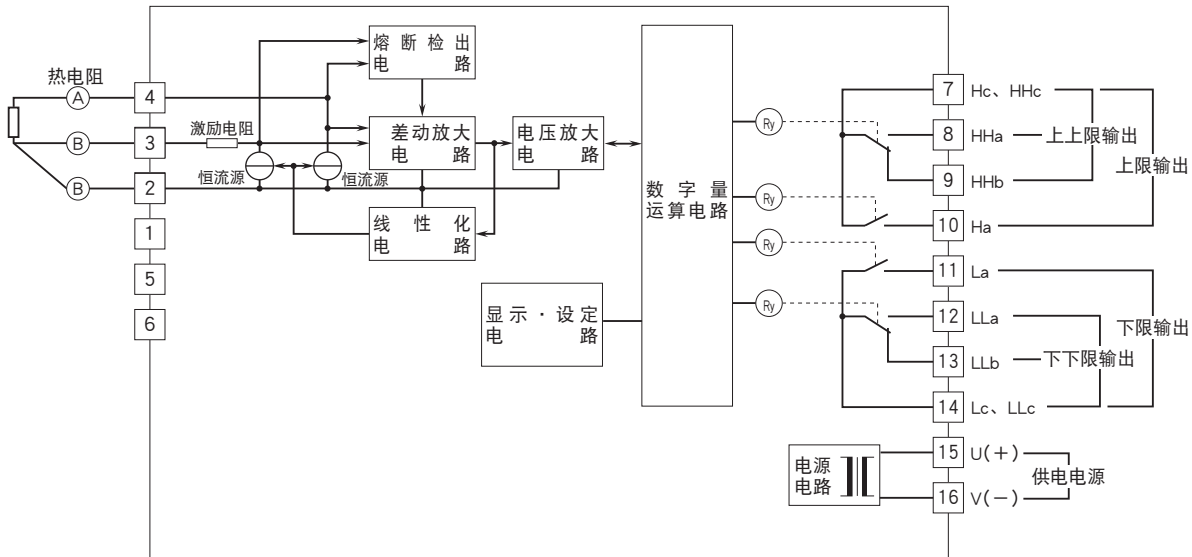 热电阻
A
B
B
4
3
2
1
5
6
激励电阻
恒流源
恒流源
熔断检出
电路
差动放大
电路
电压放大
电路
线性化
电路
显示·设定
电路
数字量
运算电路
Ry
Ry
Ry
Ry
7 Hc、HHc
8 HHa
9 HHb
10 Ha
11 La
12 LLa
13 LLb
14 Lc、LLc
15 U(+)
16 V(-)
上上限输出
上限输出
下限输出
下下限输出
电源
电路
供电电源